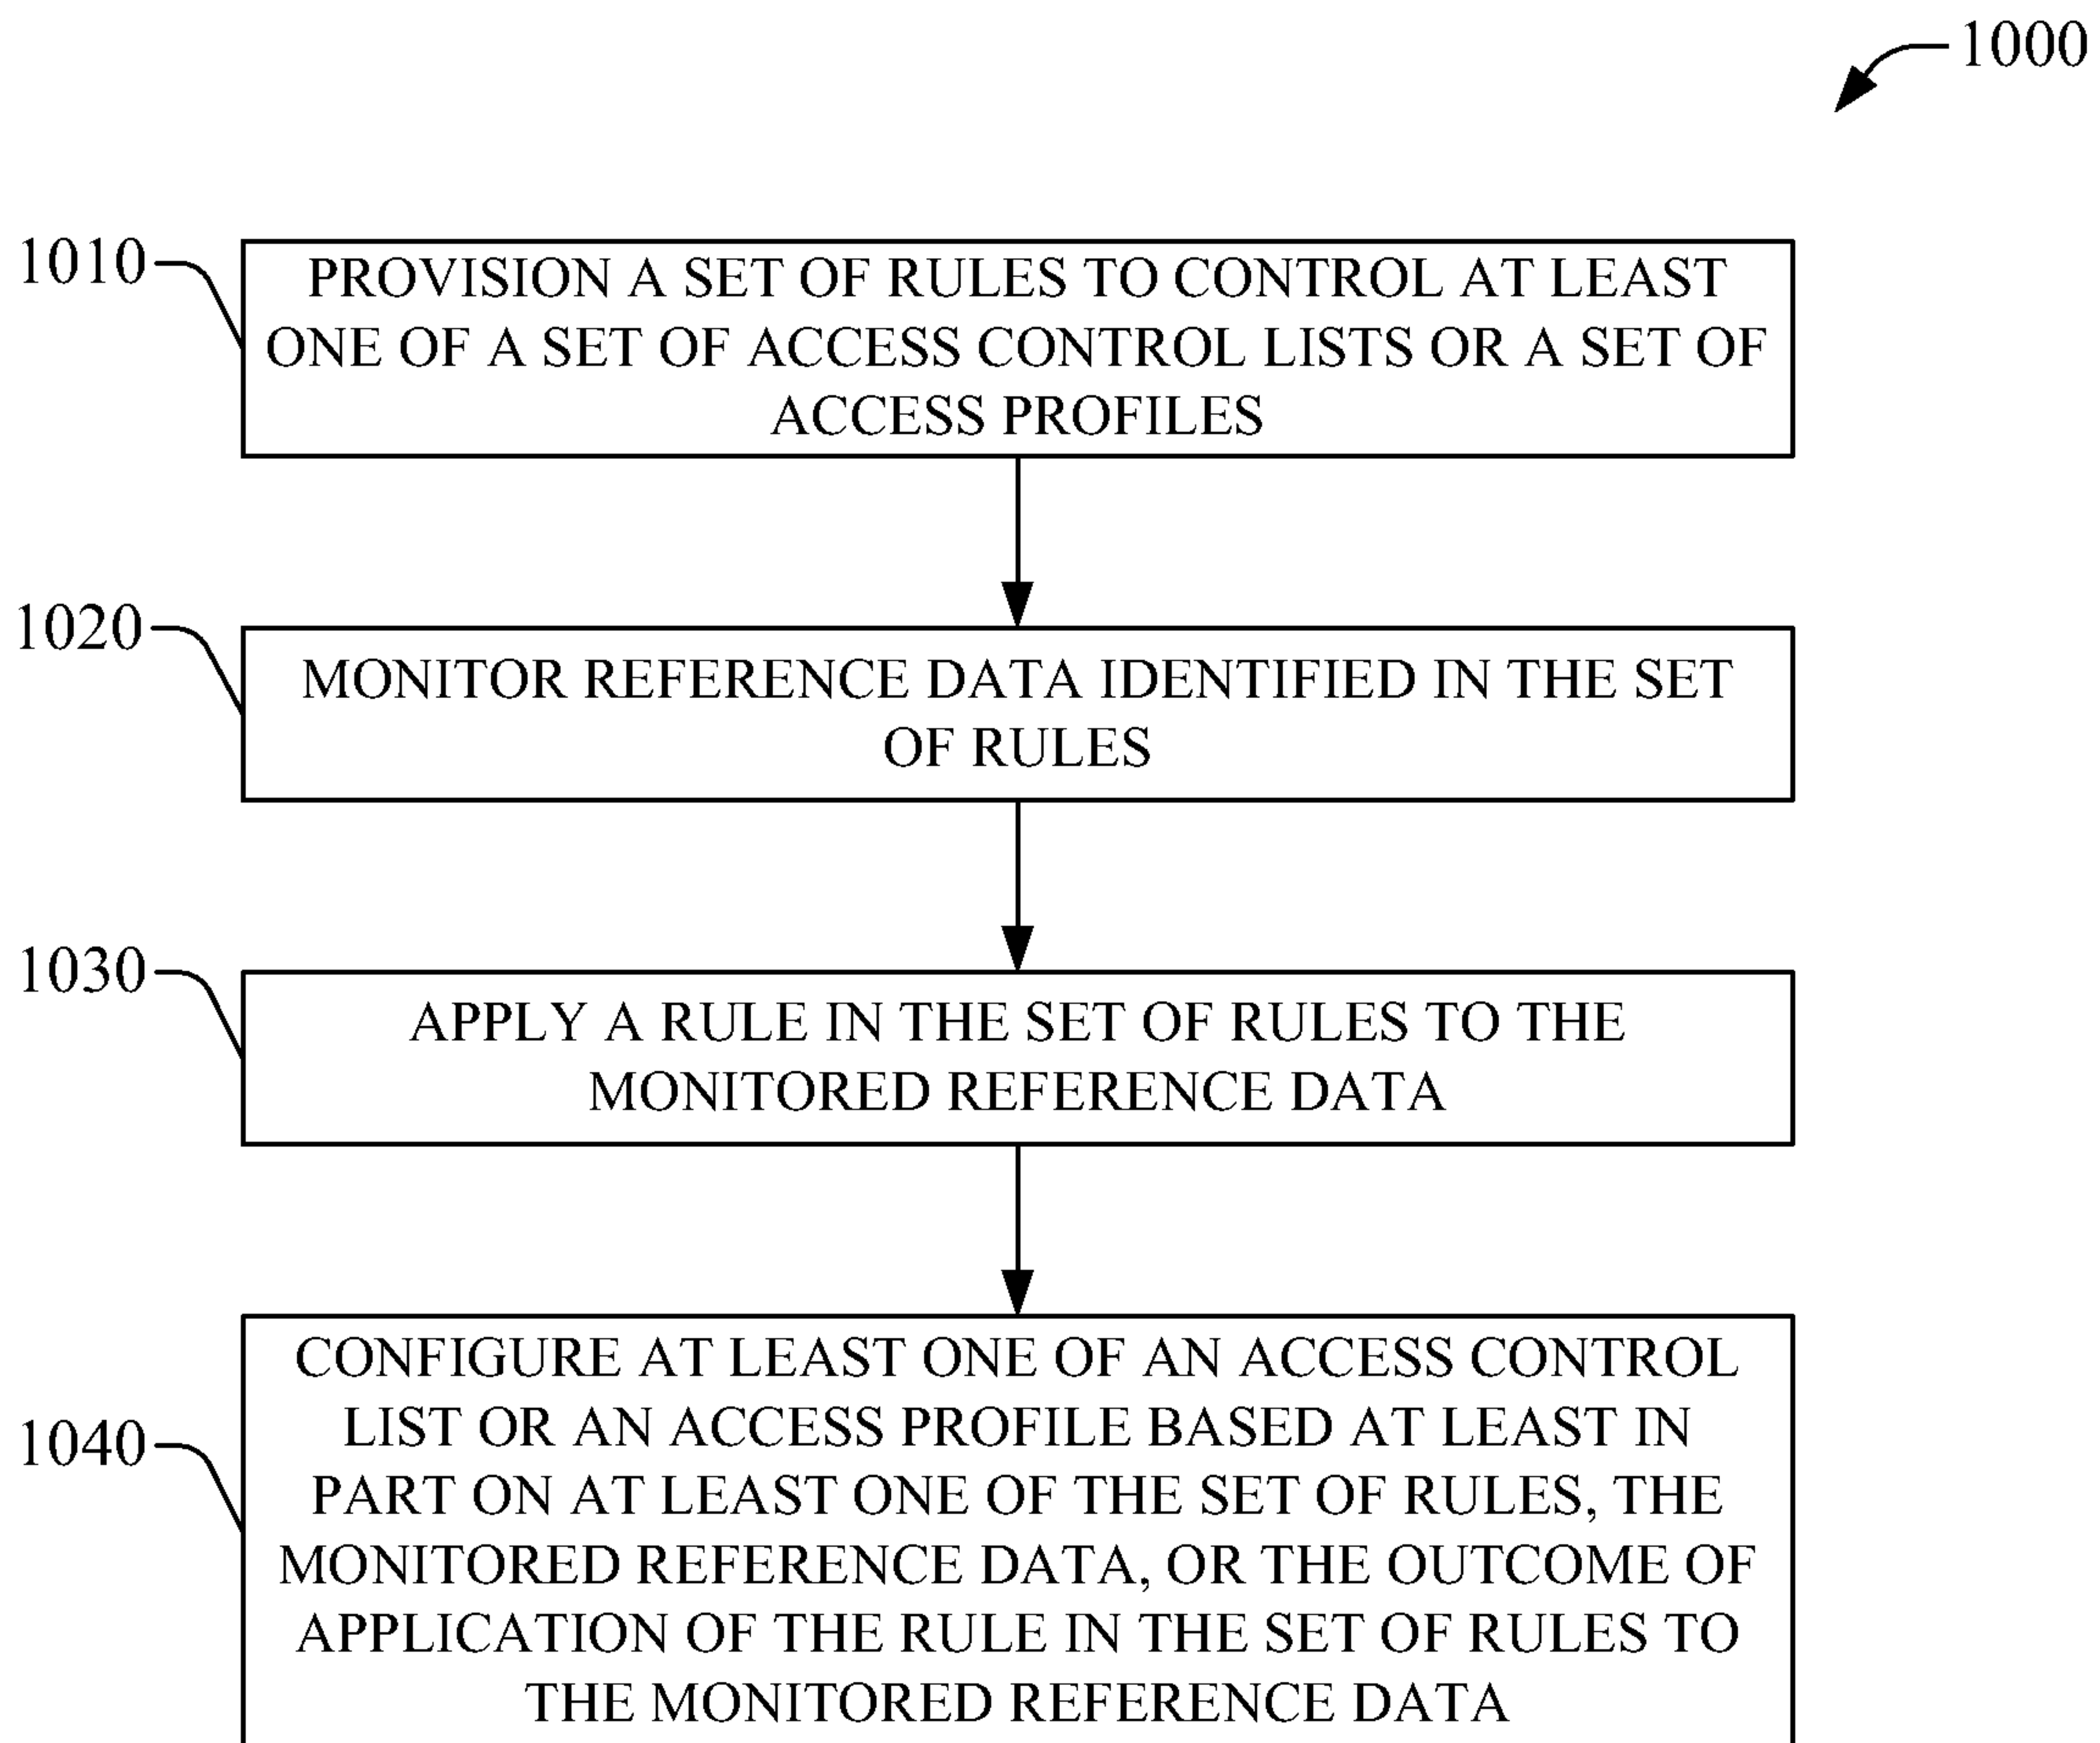 1000
1010
PROVISION A SET OF RULES TO CONTROL AT LEAST
ONE OF A SET OF ACCESS CONTROL LISTS OR A SET OF
ACCESS PROFILES
1020
MONITOR REFERENCE DATA IDENTIFIED IN THE SET
OF RULES
1030
APPLY A RULE IN THE SET OF RULES TO THE
MONITORED REFERENCE DATA
1040
CONFIGURE AT LEAST ONE OF AN ACCESS CONTROL
LIST OR AN ACCESS PROFILE BASED AT LEAST IN
PART ON AT LEAST ONE OF THE SET OF RULES, THE
MONITORED REFERENCE DATA, OR THE OUTCOME OF
APPLICATION OF THE RULE IN THE SET OF RULES TO
THE MONITORED REFERENCE DATA